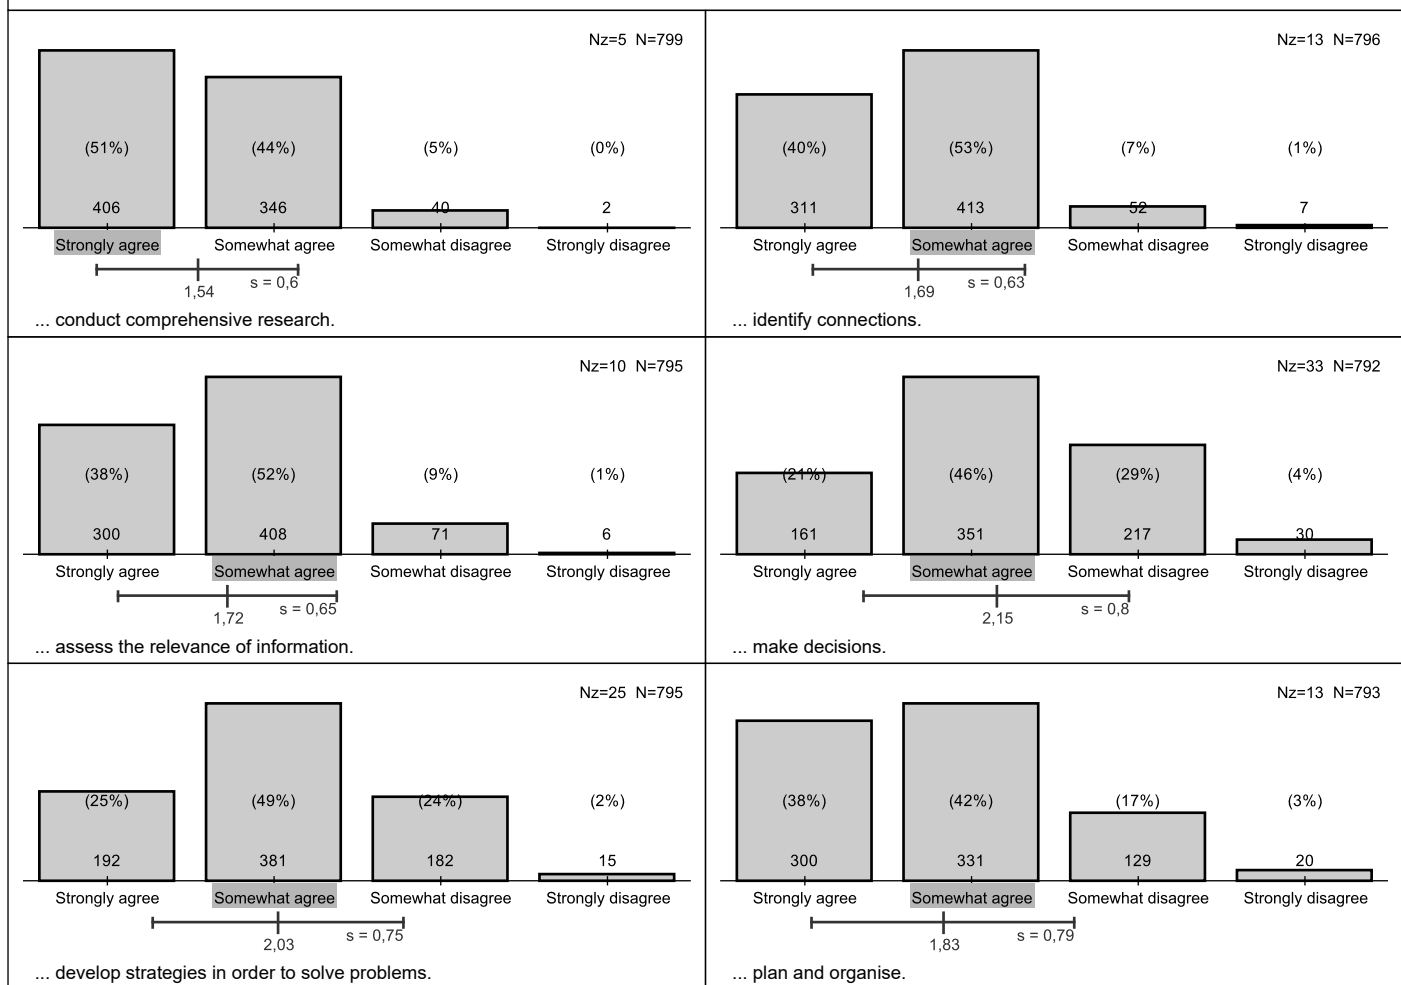 Nz=5 N=799
(51%) (44%) (5%) (0%)
406 346 40 2
Strongly agree Somewhat agree Somewhat disagree Strongly disagree
s = 0,6
1,54
... conduct comprehensive research.
Nz=13 N=796
(40%) (53%) (7%) (1%)
311 413 52 7
Strongly agree Somewhat agree Somewhat disagree Strongly disagree
s = 0,63
1,69
... identify connections.
Nz=10 N=795
(38%) (52%) (9%) (1%)
300 408 71 6
Strongly agree Somewhat agree Somewhat disagree Strongly disagree
s = 0,65
1,72
... assess the relevance of information.
Nz=33 N=792
(21%) (46%) (29%) (4%)
161 351 217 30
Strongly agree Somewhat agree Somewhat disagree Strongly disagree
s = 0,8
2,15
... make decisions.
Nz=25 N=795
(25%) (49%) (24%) (2%)
192 381 182 15
Strongly agree Somewhat agree Somewhat disagree Strongly disagree
s = 0,75
2,03
... develop strategies in order to solve problems.
Nz=13 N=793
(38%) (42%) (17%) (3%)
300 331 129 20
Strongly agree Somewhat agree Somewhat disagree Strongly disagree
s = 0,79
1,83
... plan and organise.